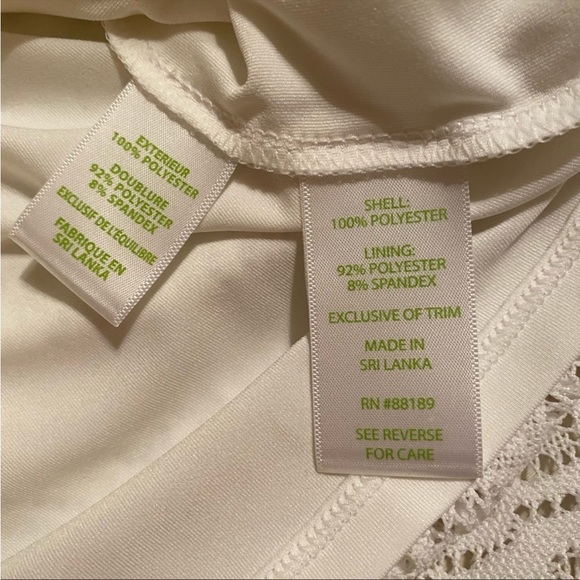 EXTERIEUR
100% POLYESTER
DOUBLURE
92% POLYESTER
8% SPANDEX
EXCLUSIF DE L'ÉQUILIBRE
FABRIQUE EN
SRI LANKA
SHELL:
100% POLYESTER
LINING:
92% POLYESTER
8% SPANDEX
EXCLUSIVE OF TRIM
MADE IN
SRI LANKA
RN #88189
SEE REVERSE
FOR CARE